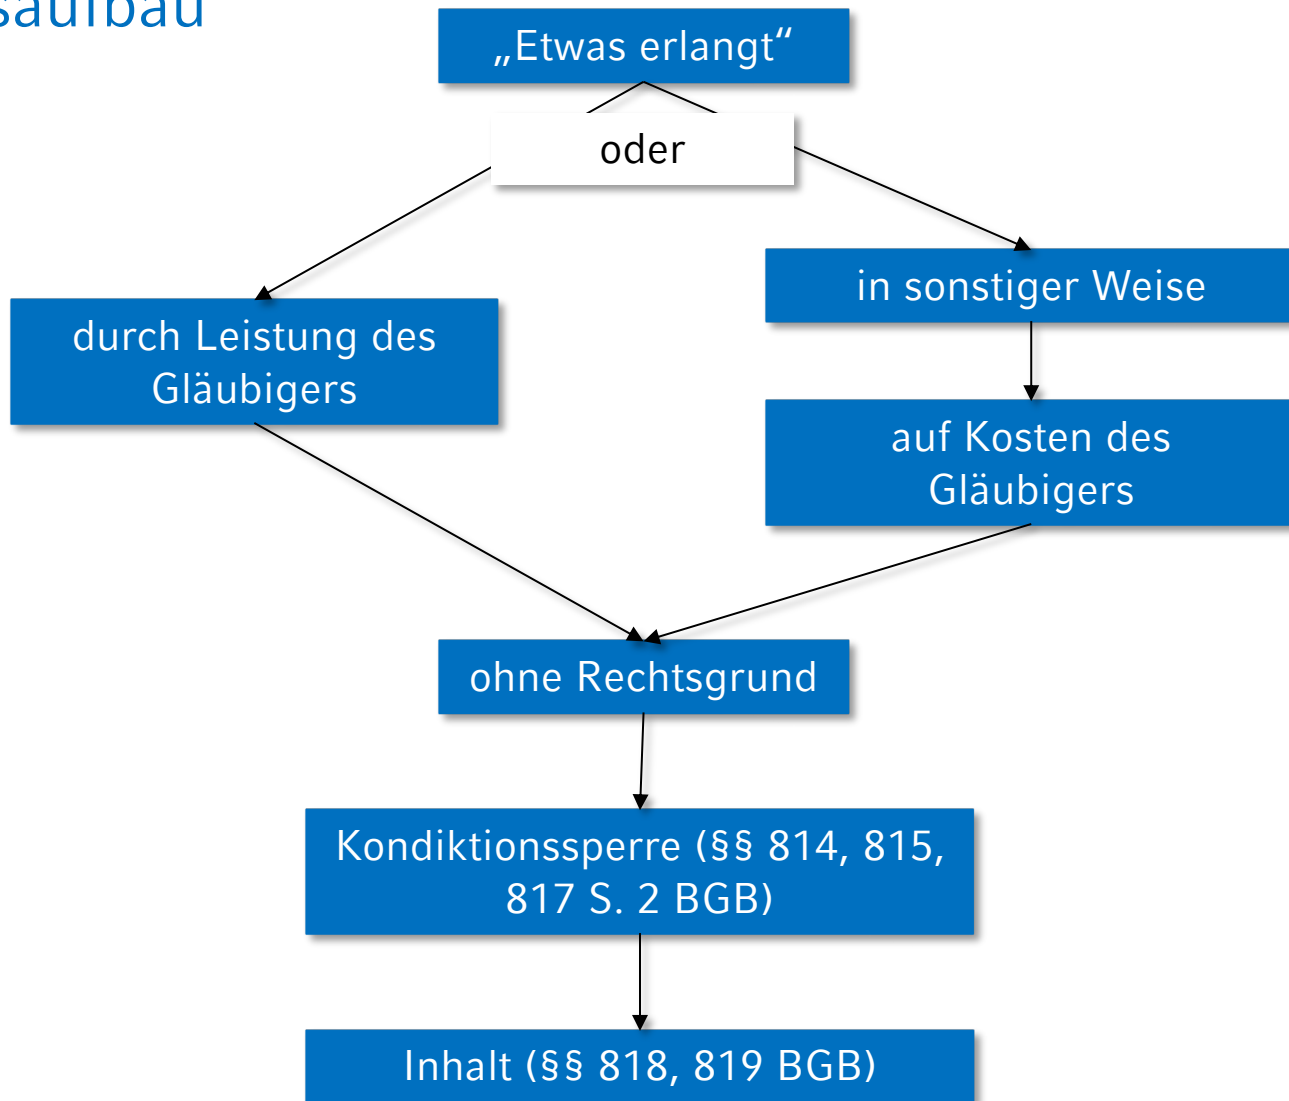 saufbau
„Etwas erlangt“
oder
in sonstiger Weise
durch Leistung des
Gläubigers
auf Kosten des
Gläubigers
ohne Rechtsgrund
Kondiktionssperre (§§ 814, 815,
817 S. 2 BGB)
Inhalt (§§ 818, 819 BGB)